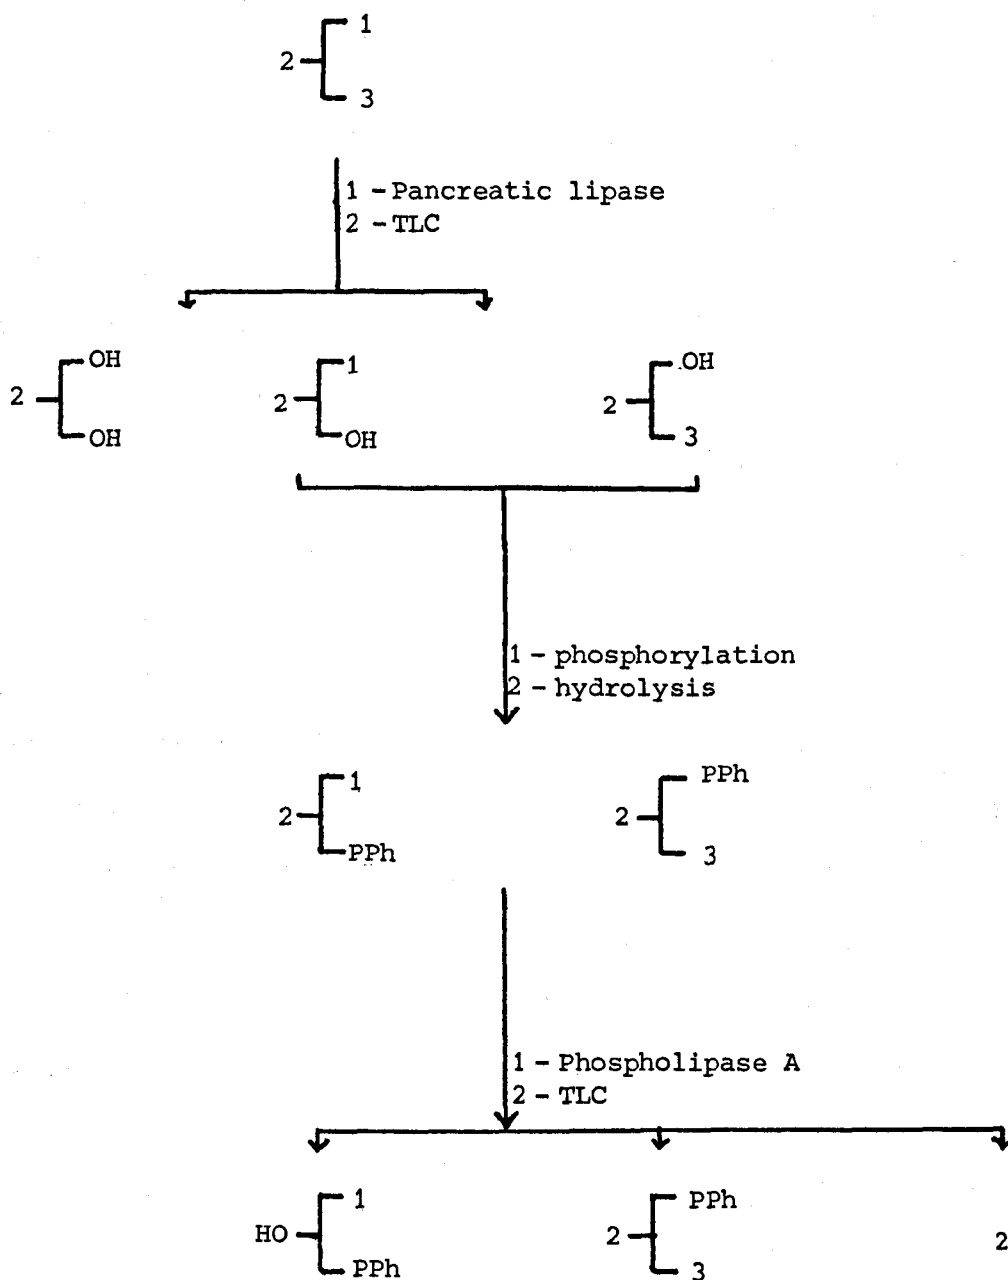 1
2
3
1 - Pancreatic lipase
2 - TLC
OH
2
OH
1
2
OH
OH
2
3
1 - phosphorylation
2 - hydrolysis
1
2
PPh
PPh
2
3
1 - Phospholipase A
2 - TLC
1
HO
PPh
PPh
2
3
2